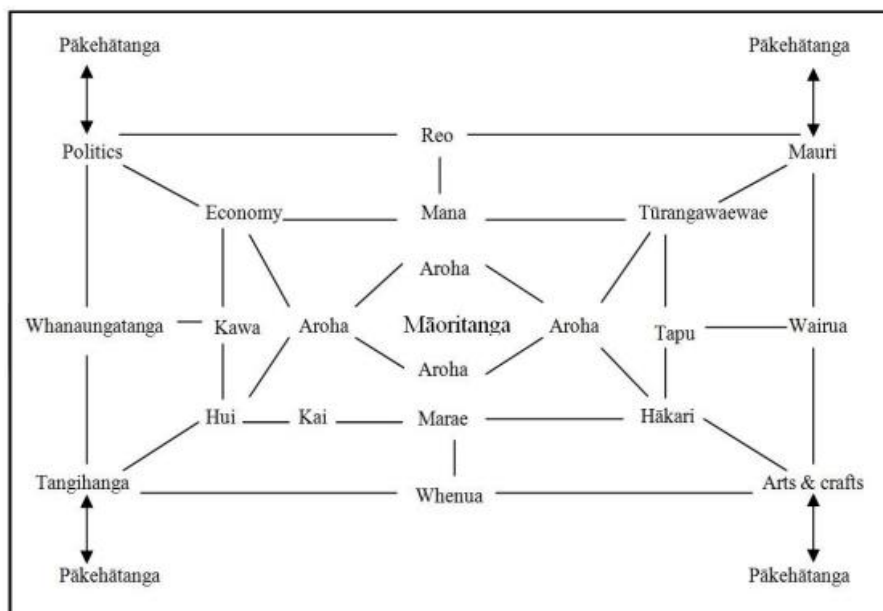 Pākehātanga Pākehātanga
Reo
Politics Mauri
Economy Mana Tūrangawaewae
Aroha
Whanaungatanga Kawa Aroha Māoritanga Aroha Tapu Wairua
Aroha
Hui Kai Marae Hākari
Tangihanga Whenua Arts & crafts
Pākehātanga Pākehātanga